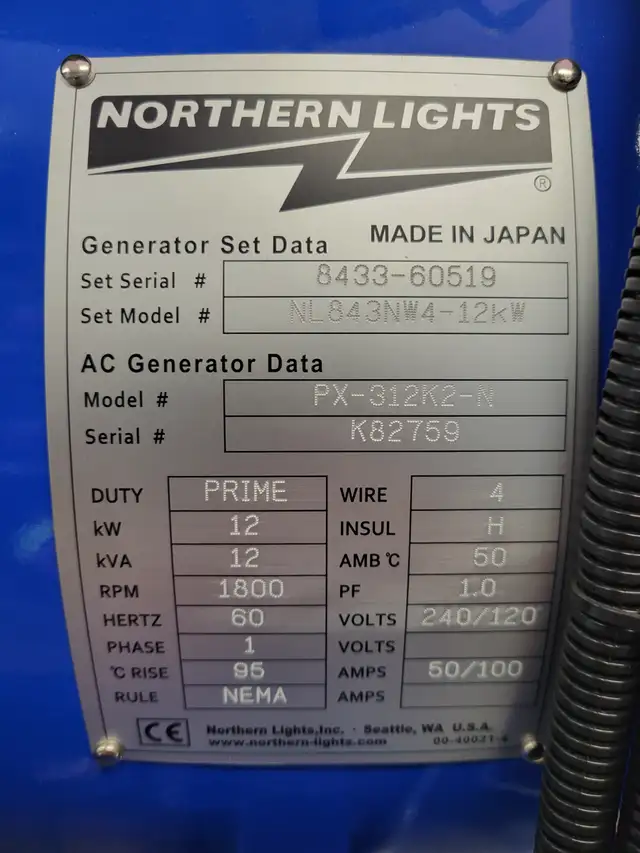 NORTHERN LIGHTS
®
Generator Set Data MADE IN JAPAN
Set Serial # 8433-60519
Set Model # NL843NW4-12kW
AC Generator Data
Model # PX-312K2-N
Serial # K82759
DUTY PRIME WIRE 4
kW 12 INSUL H
kVA 12 AMB °C 50
RPM 1800 PF 1.0
HERTZ 60 VOLTS 240/120
PHASE 1 VOLTS
°C RISE 95 AMPS 50/100
RULE NEMA AMPS
CE Northern Lights,Inc. · Seattle, WA U.S.A.
www.northern-lights.com